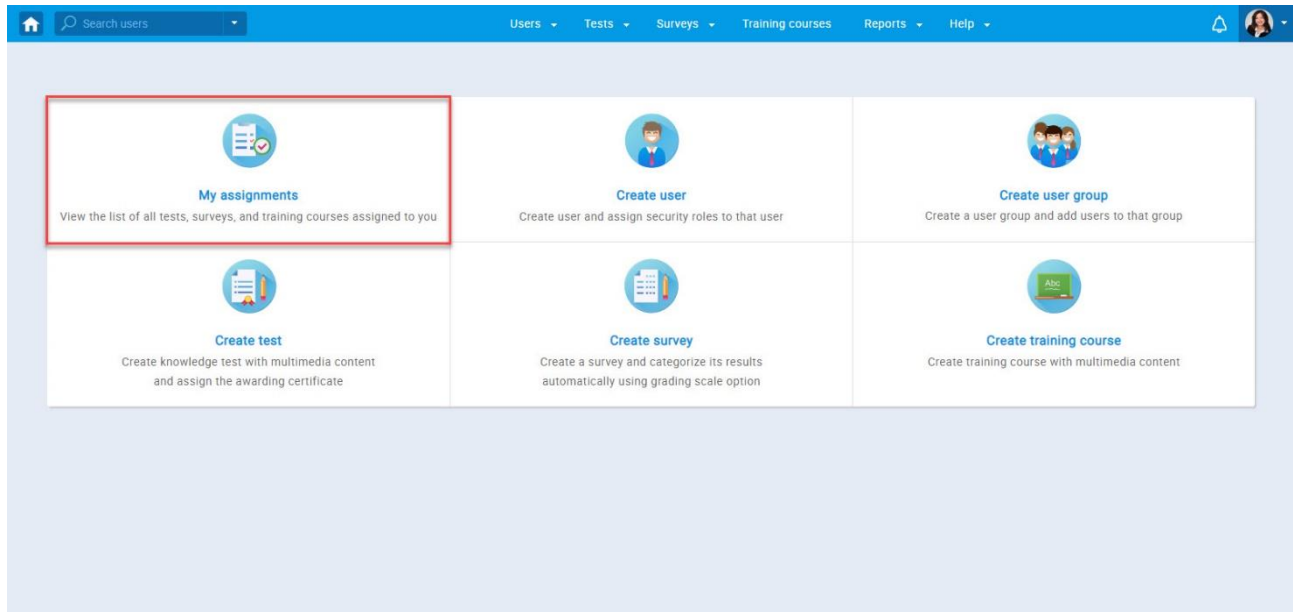 Search users
Users
Tests
Surveys
Training courses
Reports
Help
My assignments
View the list of all tests, surveys, and training courses assigned to you
Create user
Create user and assign security roles to that user
Create user group
Create a user group and add users to that group
Create test
Create knowledge test with multimedia content
and assign the awarding certificate
Create survey
Create a survey and categorize its results
automatically using grading scale option
Abc
Create training course
Create training course with multimedia content